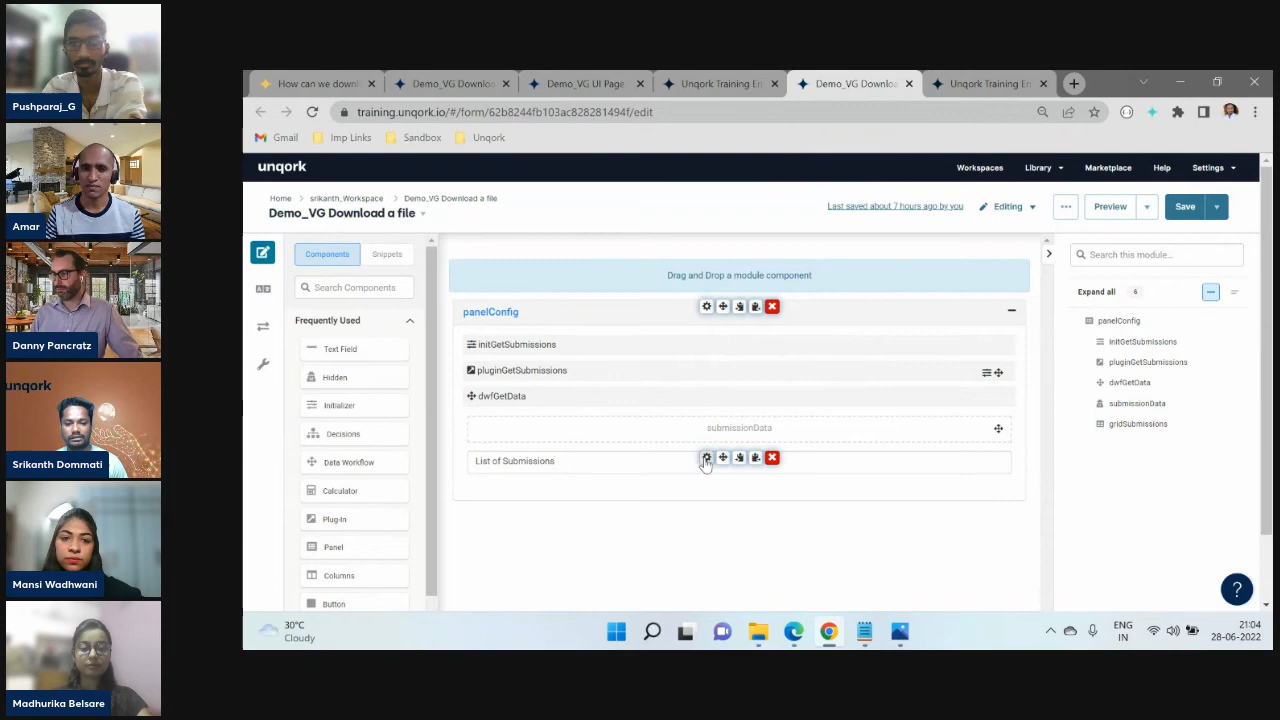 Pushparaj_G
Amar
Danny Pancratz
unqork
Srikanth Dommati
Mansi Wadhwani
Madhurika Belsare
How can we downl
Demo_VG Downloa
Demo_VG UI Page
Unqork Training En
Demo_VG Downloa
Unqork Training En
training.unqork.io/#/form/62b8244fb103ac828281494f/edit
Gmail
Imp Links
Sandbox
Unqork
unqork
Workspaces
Library
Marketplace
Help
Settings
Home > srikanth_Workspace > Demo_VG Download a file
Demo_VG Download a file
Last saved about 7 hours ago by you
Editing
Preview
Save
Components
Snippets
Search Components
Frequently Used
Text Field
Hidden
Initializer
Decisions
Data Workflow
Calculator
Plug-In
Panel
Columns
Button
Drag and Drop a module component
panelConfig
initGetSubmissions
pluginGetSubmissions
dwfGetData
submissionData
List of Submissions
Search this module...
Expand all 6
panelConfig
initGetSubmissions
pluginGetSubmissions
dwfGetData
submissionData
gridSubmissions
?
30°C
Cloudy
ENG
IN
21:04
28-06-2022